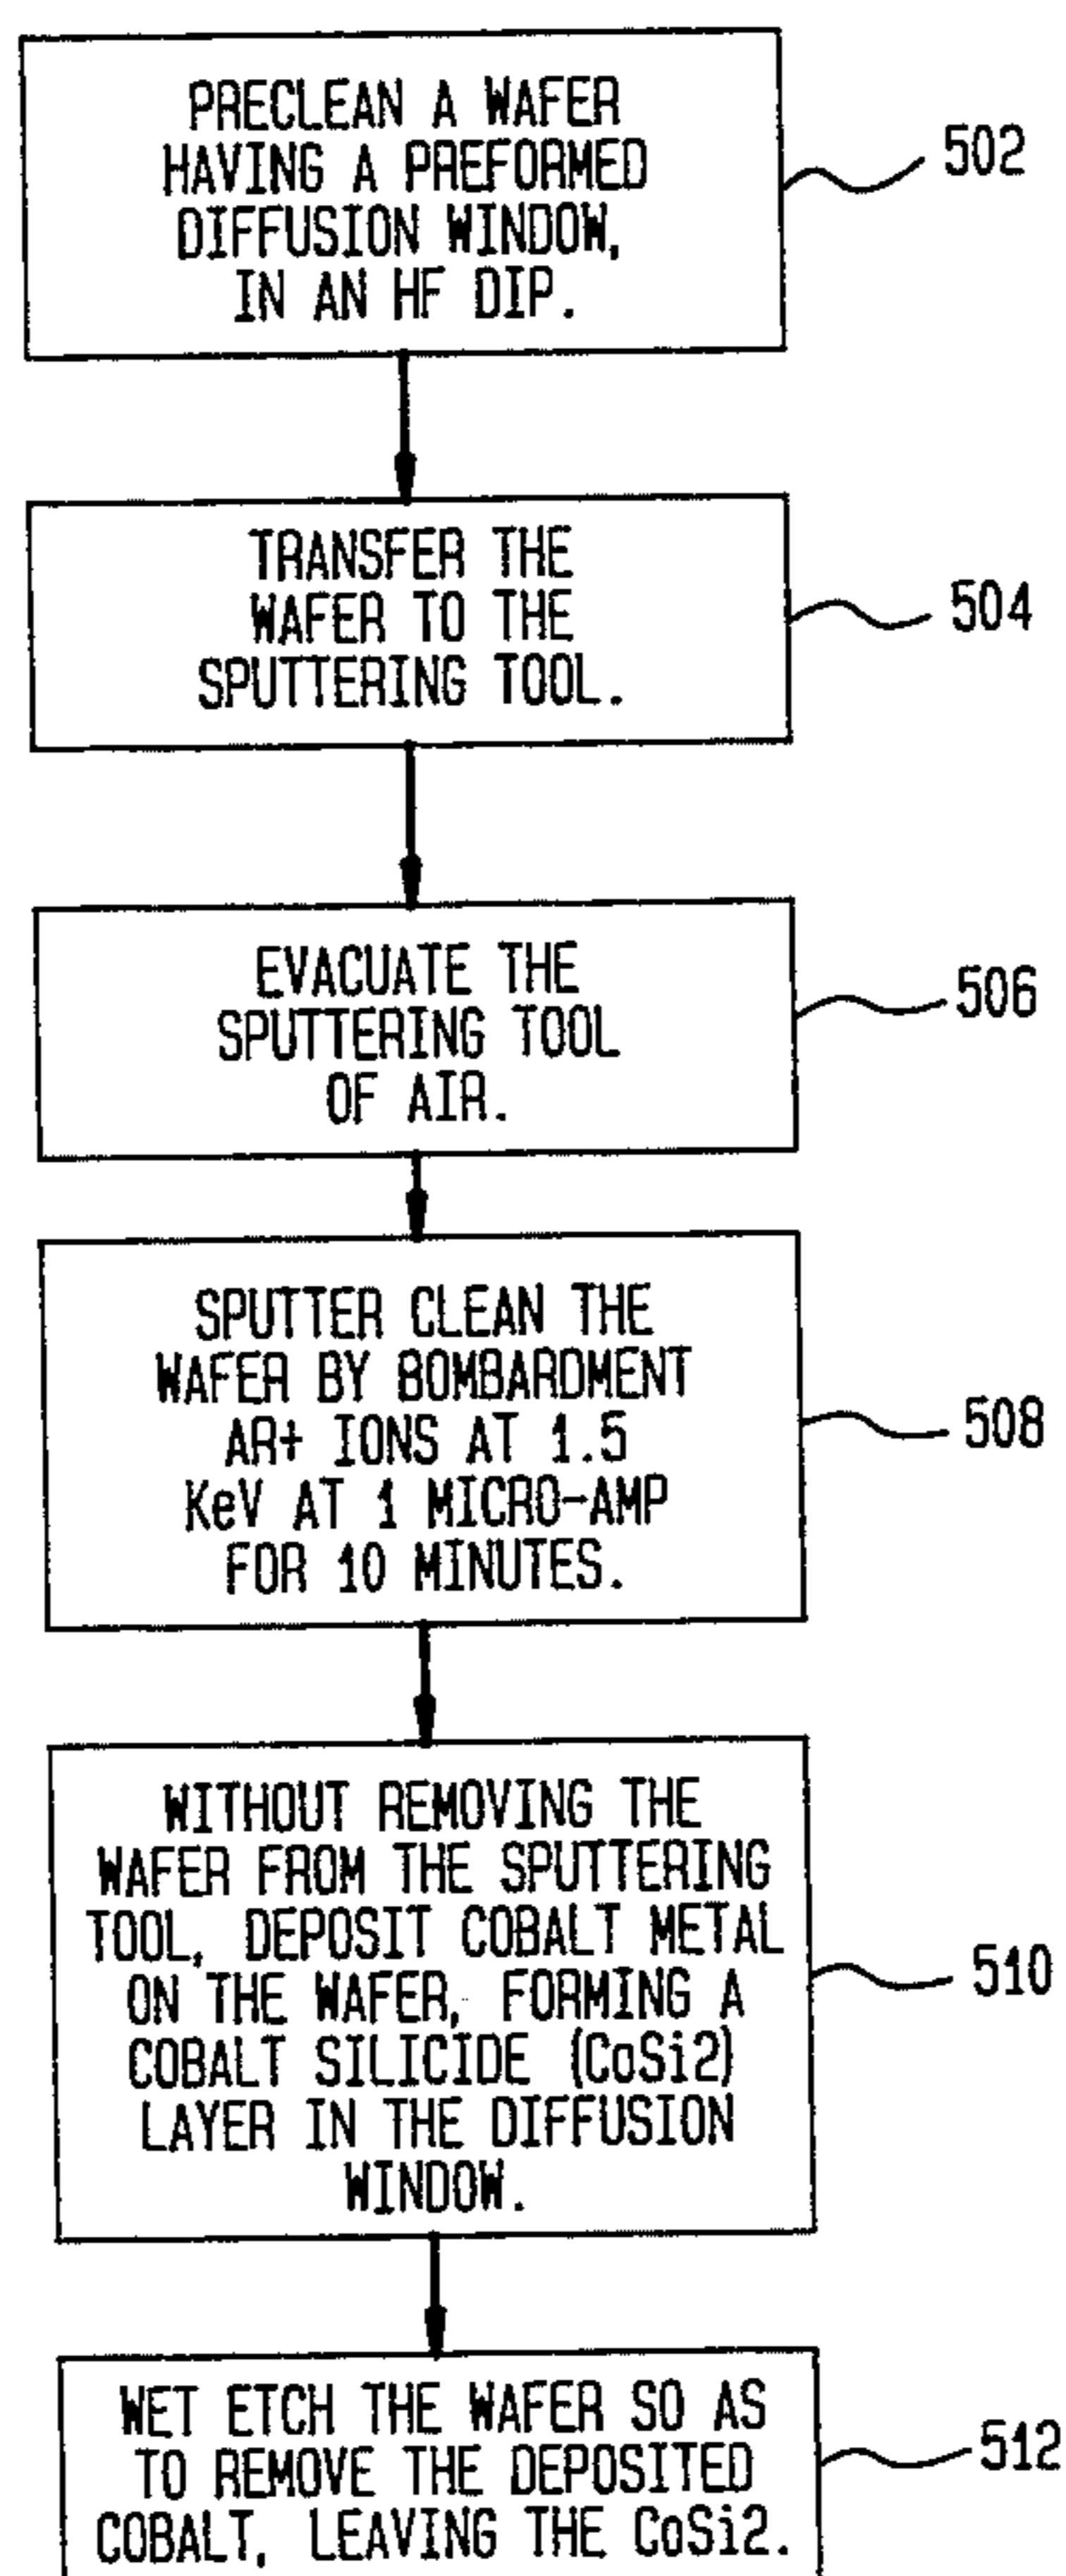 PRECLEAN A WAFER
HAVING A PREFORMED
DIFFUSION WINDOW,
IN AN HF DIP.
502
TRANSFER THE
WAFER TO THE
SPUTTERING TOOL.
504
EVACUATE THE
SPUTTERING TOOL
OF AIR.
506
SPUTTER CLEAN THE
WAFER BY BOMBARDMENT
AR+ IONS AT 1.5
KeV AT 1 MICRO-AMP
FOR 10 MINUTES.
508
WITHOUT REMOVING THE
WAFER FROM THE SPUTTERING
TOOL, DEPOSIT COBALT METAL
ON THE WAFER, FORMING A
COBALT SILICIDE (CoSi2)
LAYER IN THE DIFFUSION
WINDOW.
510
WET ETCH THE WAFER SO AS
TO REMOVE THE DEPOSITED
COBALT, LEAVING THE CoSi2.
512